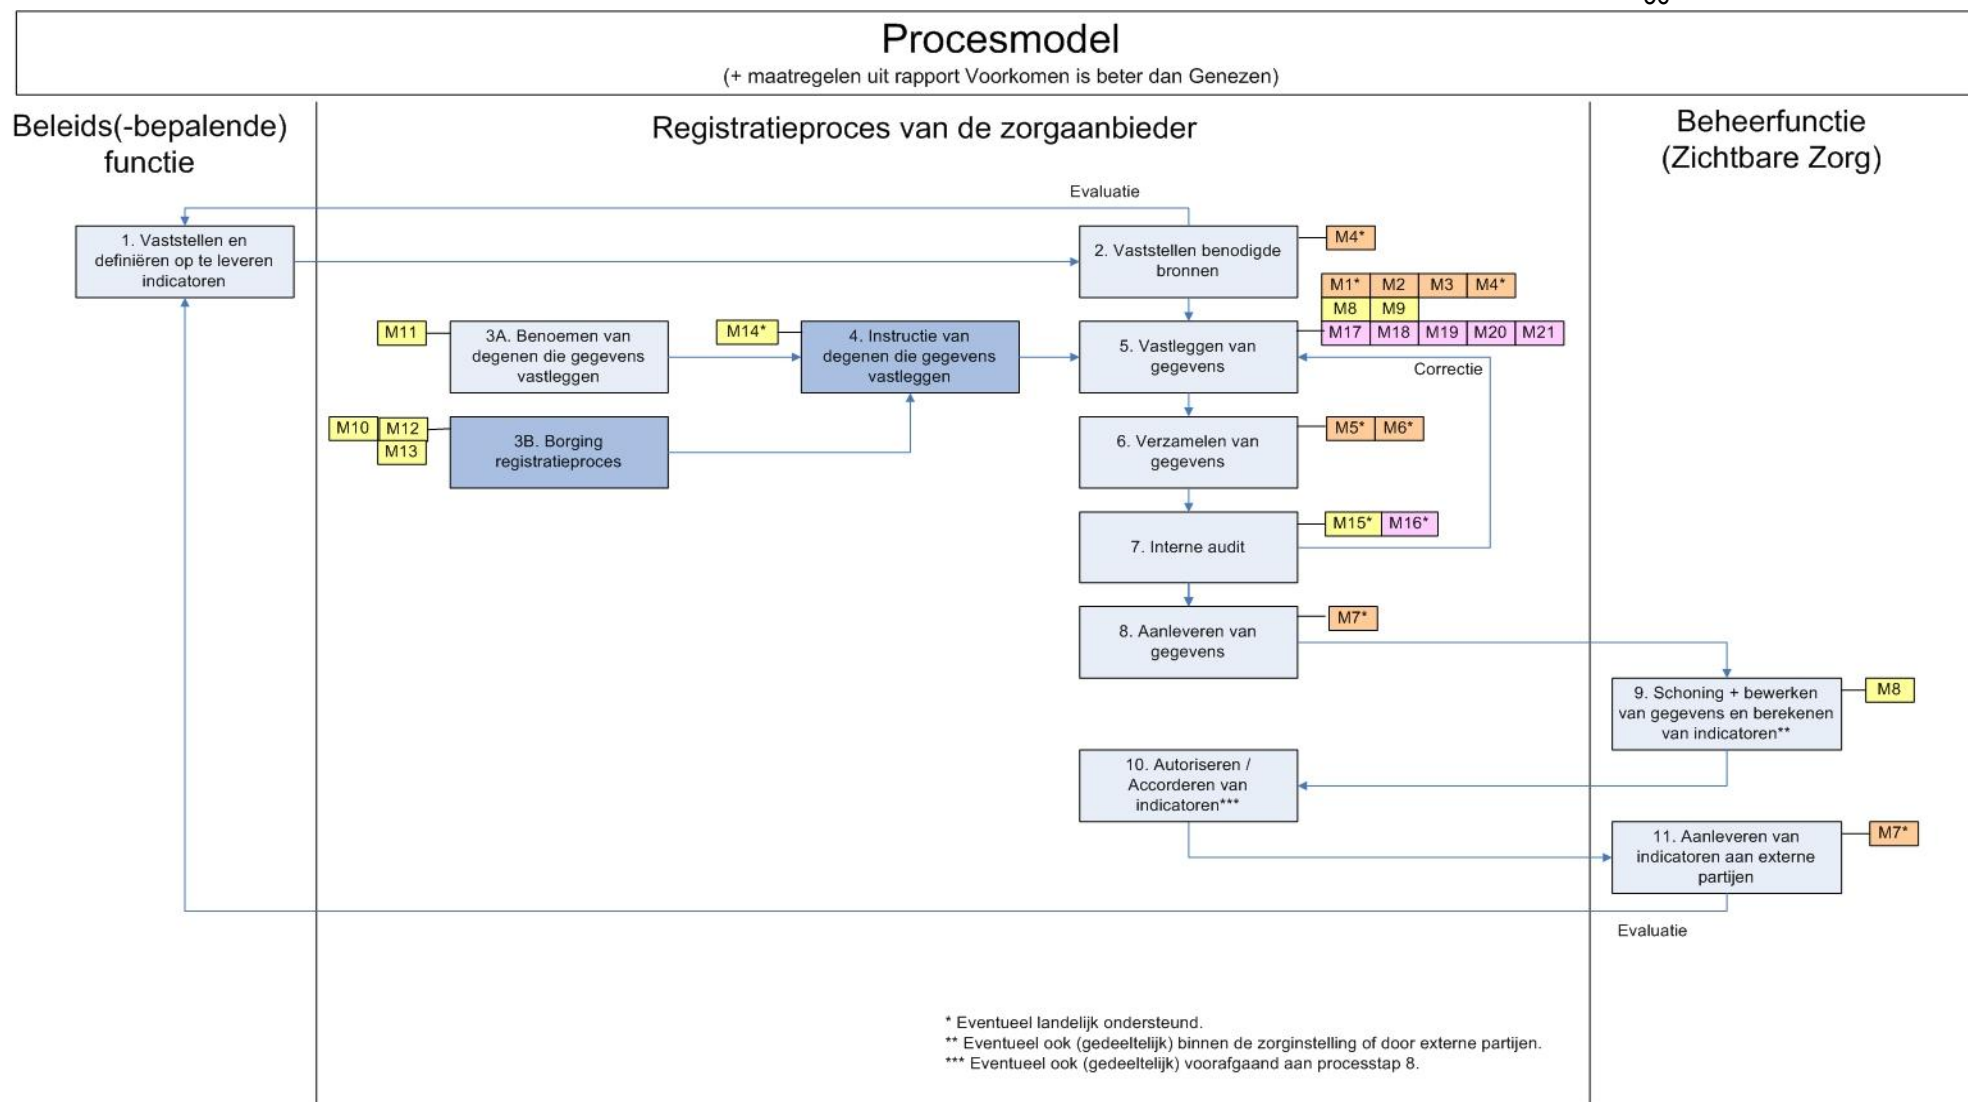 Procesmodel
(+ maatregelen uit rapport Voorkomen is beter dan Genezen)
Beleids(-bepalende)
functie
Registratieproces van de zorgaanbieder
Beheerfunctie
(Zichtbare Zorg)
Evaluatie
1. Vaststellen en
definiëren op te leveren
indicatoren
2. Vaststellen benodigde
bronnen
M4*
M1* M2 M3 M4*
M8 M9
M17 M18 M19 M20 M21
M11
3A. Benoemen van
degenen die gegevens
vastleggen
M14*
4. Instructie van
degenen die gegevens
vastleggen
5. Vastleggen van
gegevens
Correctie
M10 M12
M13
3B. Borging
registratieproces
6. Verzamelen van
gegevens
M5* M6*
7. Interne audit
M15* M16*
8. Aanleveren van
gegevens
M7*
9. Schoning + bewerken
van gegevens en berekenen
van indicatoren**
M8
10. Autoriseren /
Accorderen van
indicatoren***
11. Aanleveren van
indicatoren aan externe
partijen
M7*
Evaluatie
* Eventueel landelijk ondersteund.
** Eventueel ook (gedeeltelijk) binnen de zorginstelling of door externe partijen.
*** Eventueel ook (gedeeltelijk) voorafgaand aan processtap 8.